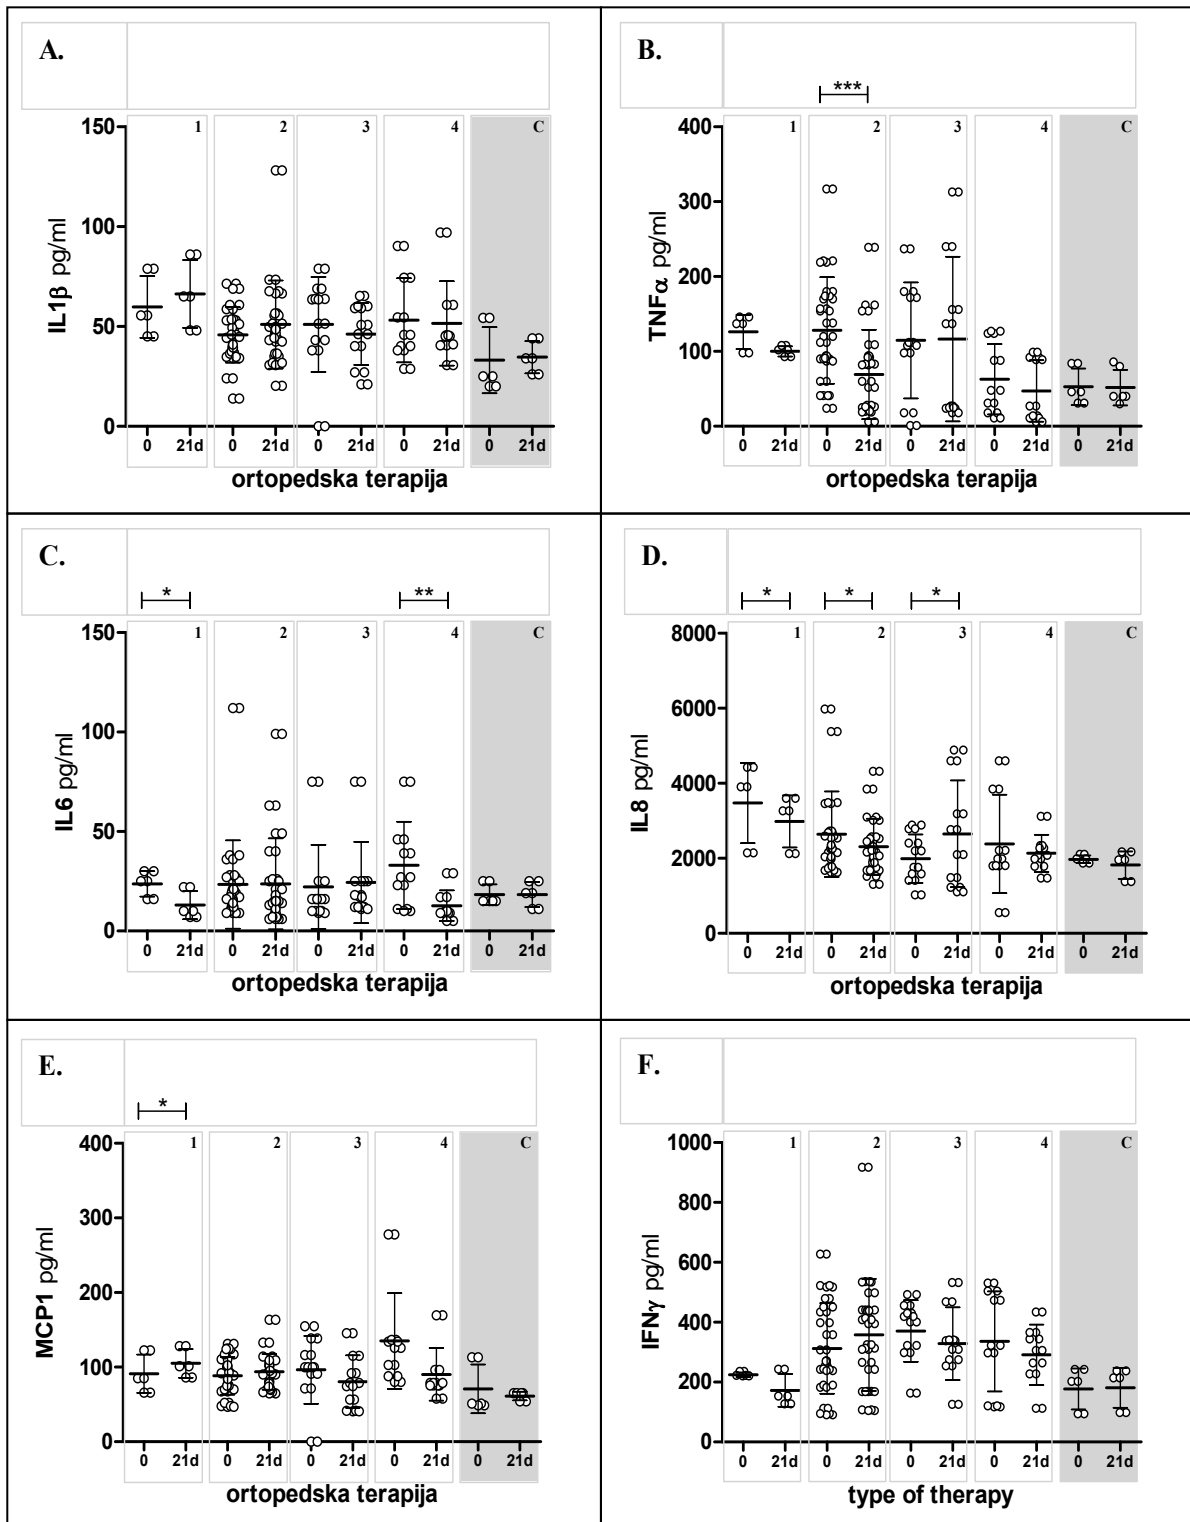 A.
150
100
50
0
IL1β pg/ml
1
2
3
4
C
0 21d 0 21d 0 21d 0 21d 0 21d
ortopedska terapija
B.
***
400
300
200
100
0
TNFα pg/ml
1
2
3
4
C
0 21d 0 21d 0 21d 0 21d 0 21d
ortopedska terapija
C.
*
**
150
100
50
0
IL6 pg/ml
1
2
3
4
C
0 21d 0 21d 0 21d 0 21d 0 21d
ortopedska terapija
D.
*
*
*
8000
6000
4000
2000
0
IL8 pg/ml
1
2
3
4
C
0 21d 0 21d 0 21d 0 21d 0 21d
ortopedska terapija
E.
*
400
300
200
100
0
MCP1 pg/ml
1
2
3
4
C
0 21d 0 21d 0 21d 0 21d 0 21d
ortopedska terapija
F.
1000
800
600
400
200
0
IFNγ pg/ml
1
2
3
4
C
0 21d 0 21d 0 21d 0 21d 0 21d
type of therapy